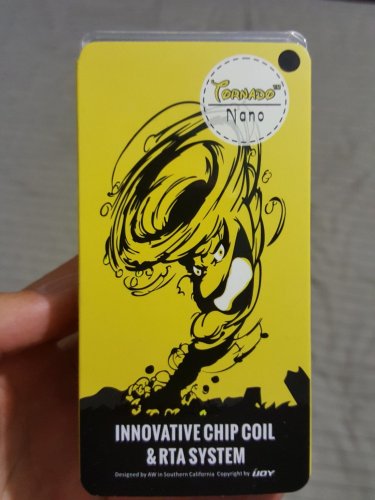 TORNADO
Nano
INNOVATIVE CHIP COIL
& RTA SYSTEM
Designed by AW in Southern California Copyright by iJOY